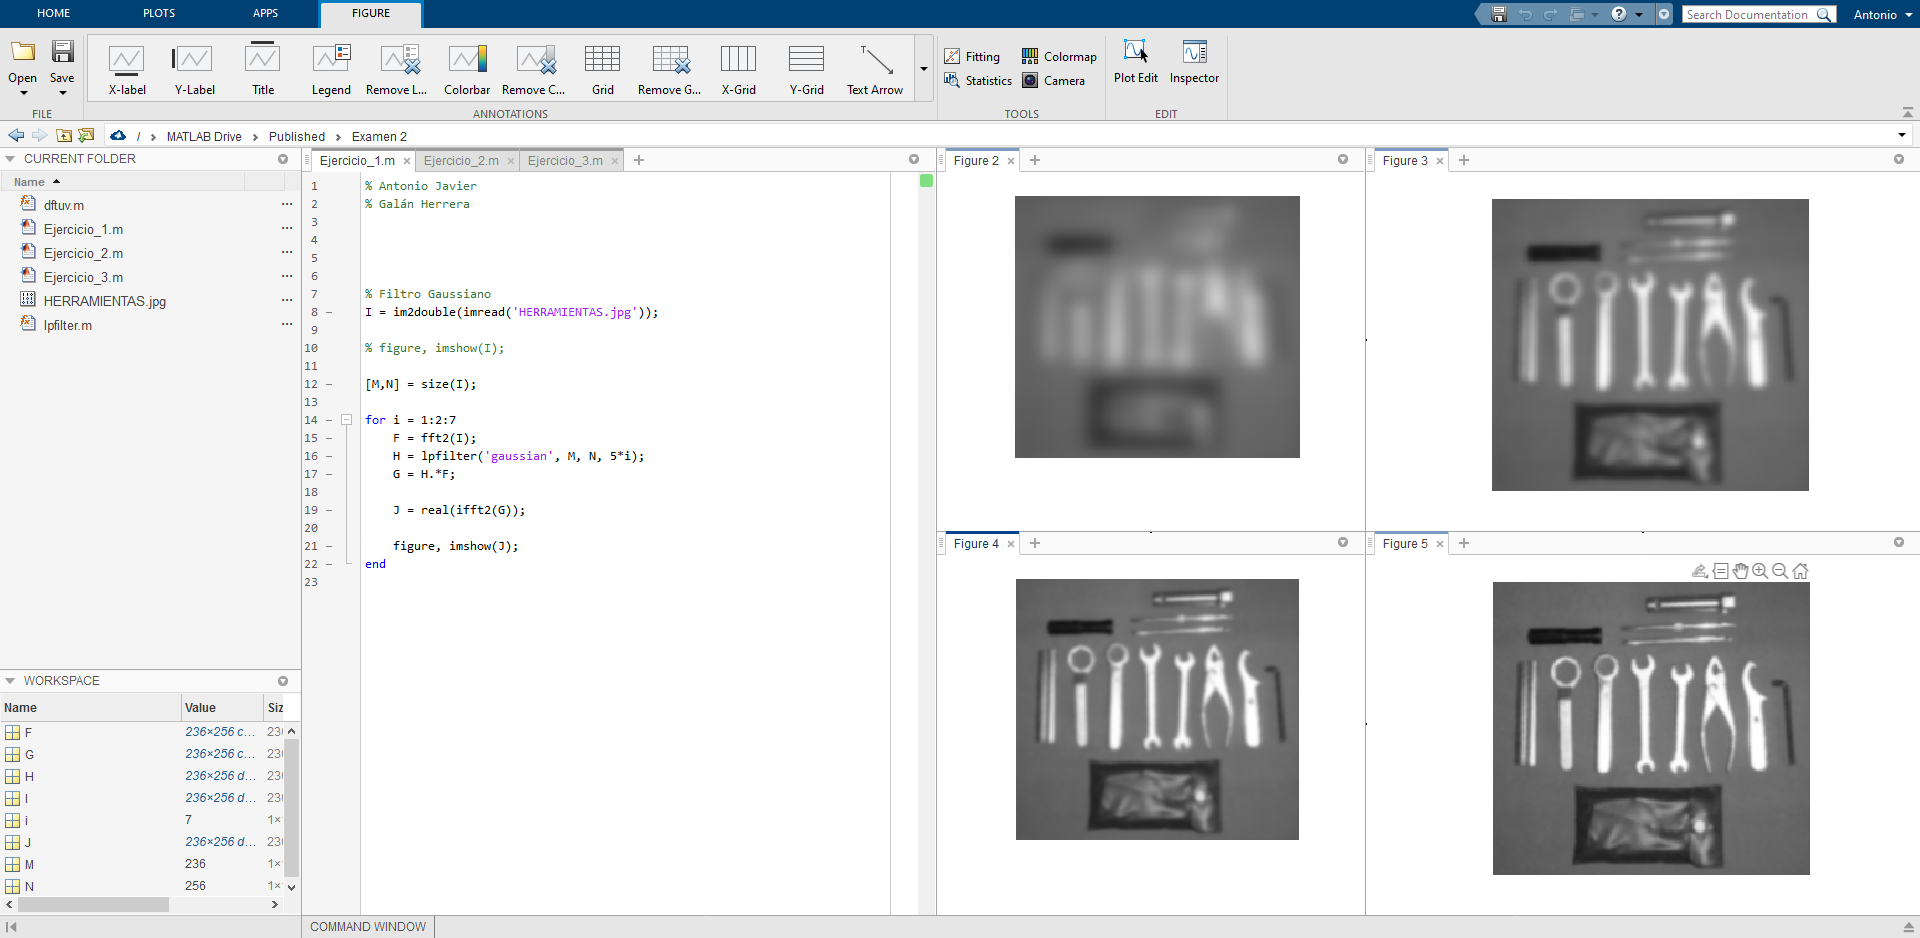 HOME PLOTS APPS FIGURE Search Documentation Antonio
Open Save X-label Y-Label Title Legend Remove L... Colorbar Remove C... Grid Remove G... X-Grid Y-Grid Text Arrow Fitting Statistics Colormap Camera Plot Edit Inspector
FILE ANNOTATIONS TOOLS EDIT
/ › MATLAB Drive › Published › Examen 2
CURRENT FOLDER
Name
dftuv.m ...
Ejercicio_1.m ...
Ejercicio_2.m ...
Ejercicio_3.m ...
HERRAMIENTAS.jpg ...
lpfilter.m ...
WORKSPACE
Name Value Siz
F 236×256 c... 23
G 236×256 c... 23
H 236×256 d... 23
I 236×256 d... 23
i 7 1×
J 236×256 d... 23
M 236 1×
N 256 1×
Ejercicio_1.m × Ejercicio_2.m × Ejercicio_3.m × +
1 % Antonio Javier
2 % Galán Herrera
3
4
5
6
7 % Filtro Gaussiano
8 – I = im2double(imread('HERRAMIENTAS.jpg'));
9
10 % figure, imshow(I);
11
12 – [M,N] = size(I);
13
14 – for i = 1:2:7
15 – F = fft2(I);
16 – H = lpfilter('gaussian', M, N, 5*i);
17 – G = H.*F;
18
19 – J = real(ifft2(G));
20
21 – figure, imshow(J);
22 – end
23
COMMAND WINDOW
Figure 2 × +
Figure 3 × +
Figure 4 × +
Figure 5 × +